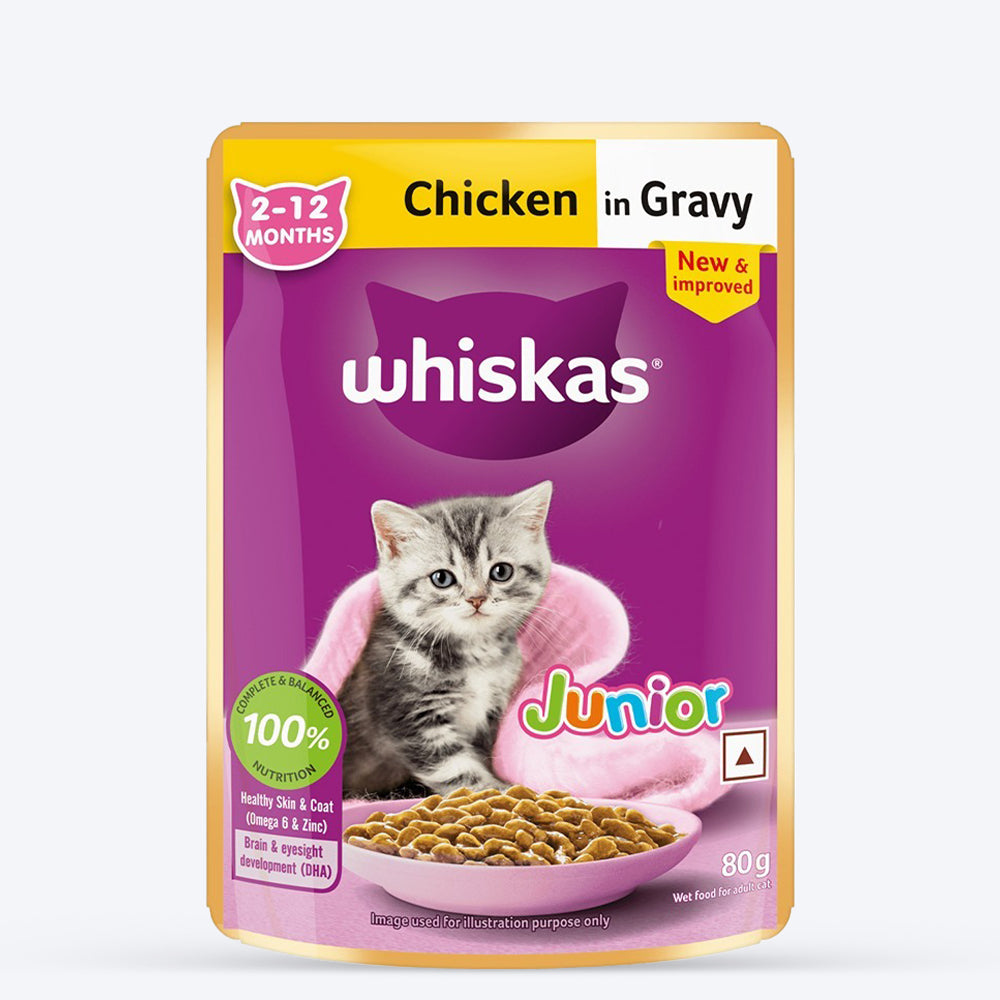 2-12
MONTHS
Chicken in Gravy
New &
improved
whiskas®
Junior
COMPLETE & BALANCED
100%
NUTRITION
Healthy Skin & Coat
(Omega 6 & Zinc)
Brain & eyesight
development (DHA)
80g
Wet food for adult cat
Image used for illustration purpose only